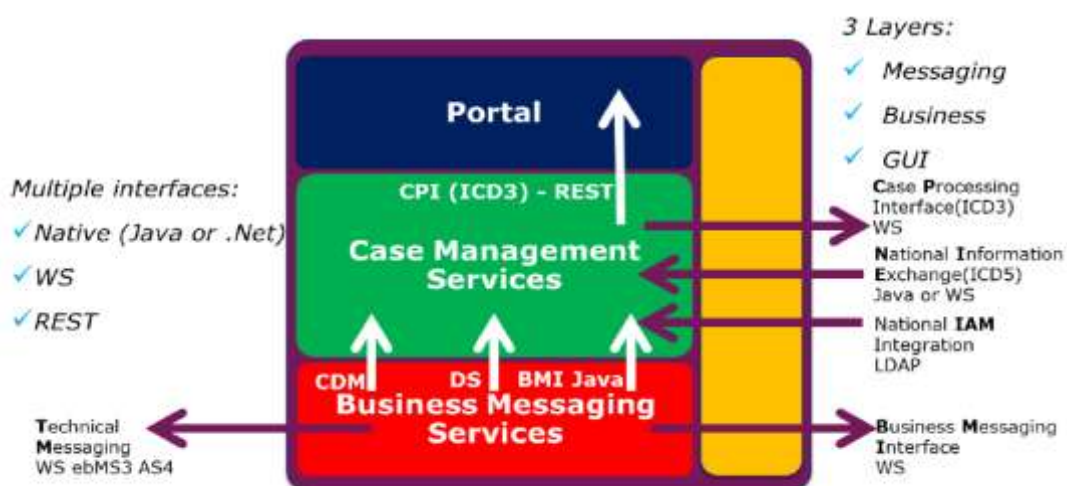 3 Layers:
✓ Messaging
✓ Business
✓ GUI
Portal
Multiple interfaces:
✓Native (Java or .Net)
✓WS
✓REST
CPI (ICD3) - REST
Case Management
Services
Case Processing
Interface(ICD3)
WS
National Information
Exchange(ICD5)
Java or WS
National IAM
Integration
LDAP
CDM
DS
BMI Java
Business Messaging
Services
Technical
Messaging
WS ebMS3 AS4
Business Messaging
Interface
WS